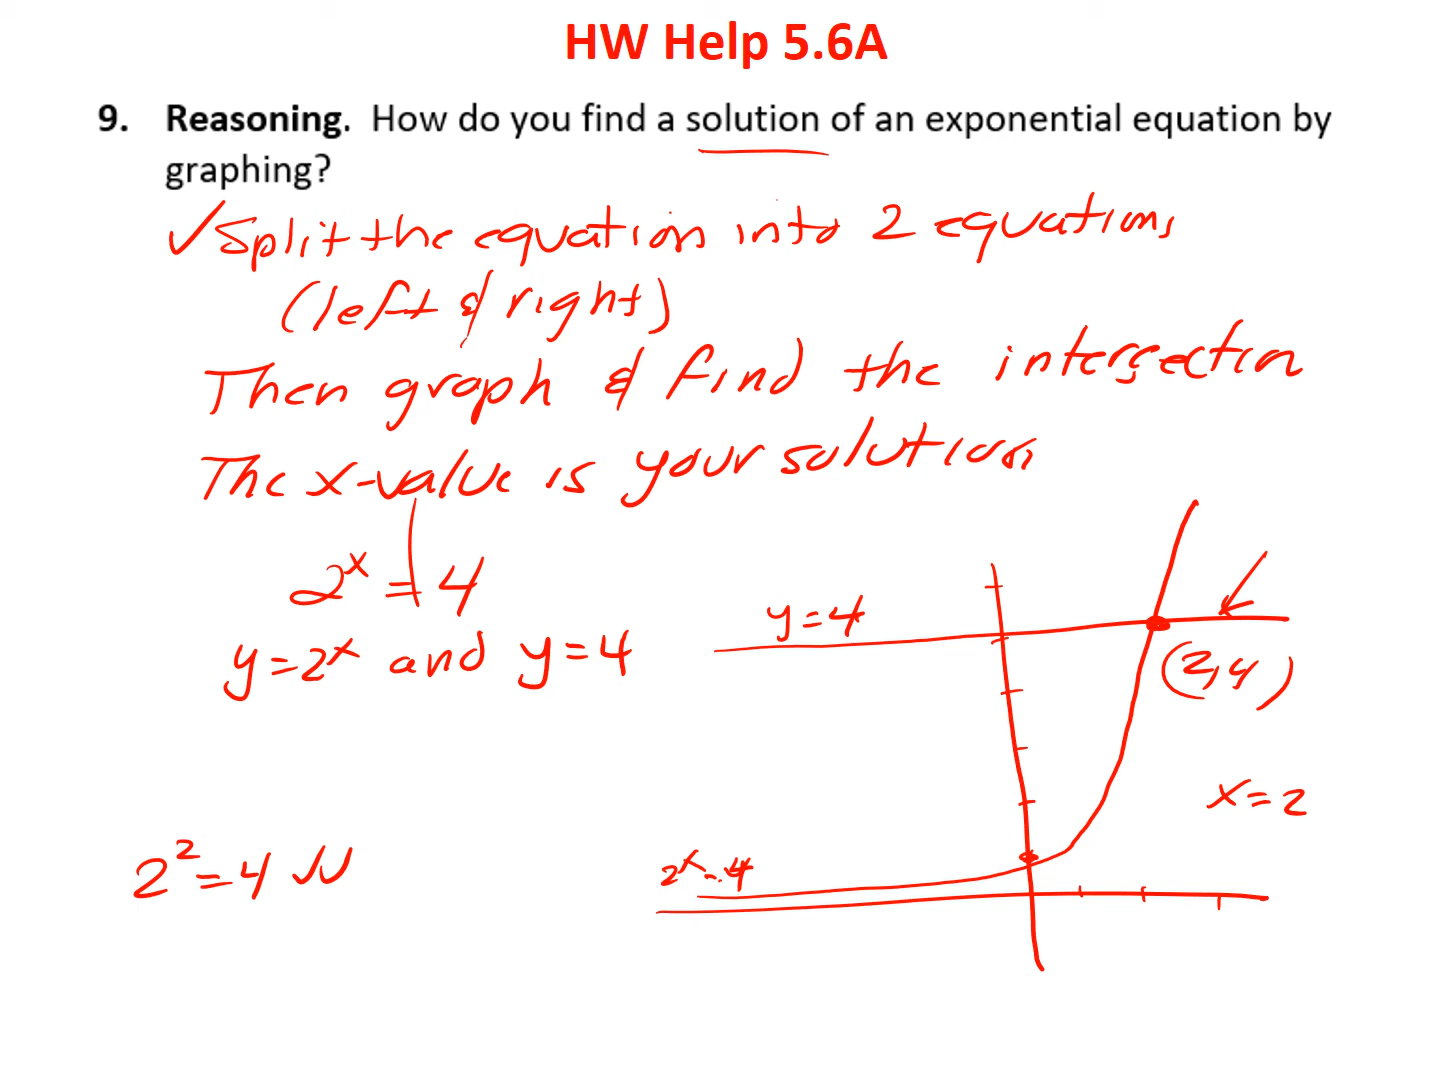 HW Help 5.6A
9. Reasoning. How do you find a solution of an exponential equation by
graphing?
✓Split the equation into 2 equations
(left & right)
Then graph & find the intersection
The x-value is your solution
2^x = 4
y=2^x and y=4
y=4
(2,4)
x=2
2^2=4 ✓✓
2^x=4